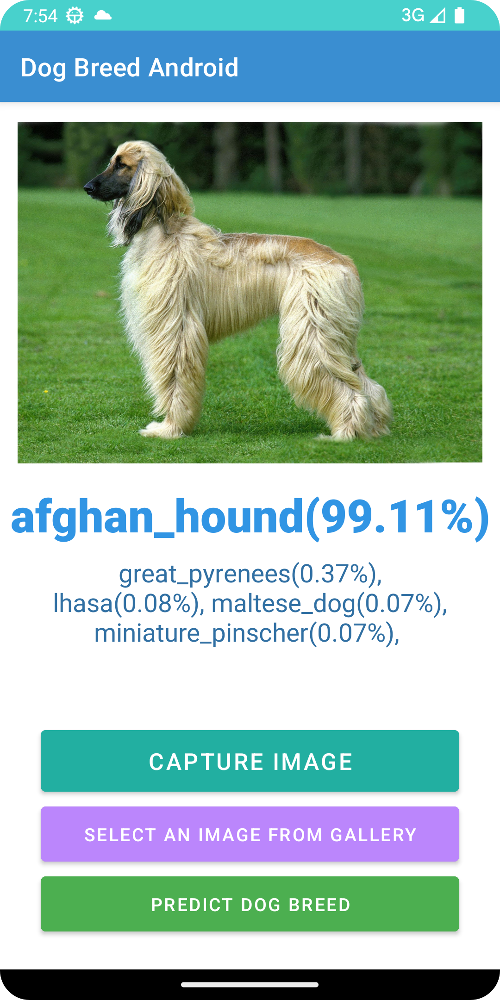 7:54
3G
Dog Breed Android
afghan_hound(99.11%)
great_pyrenees(0.37%),
lhasa(0.08%), maltese_dog(0.07%),
miniature_pinscher(0.07%),
CAPTURE IMAGE
SELECT AN IMAGE FROM GALLERY
PREDICT DOG BREED